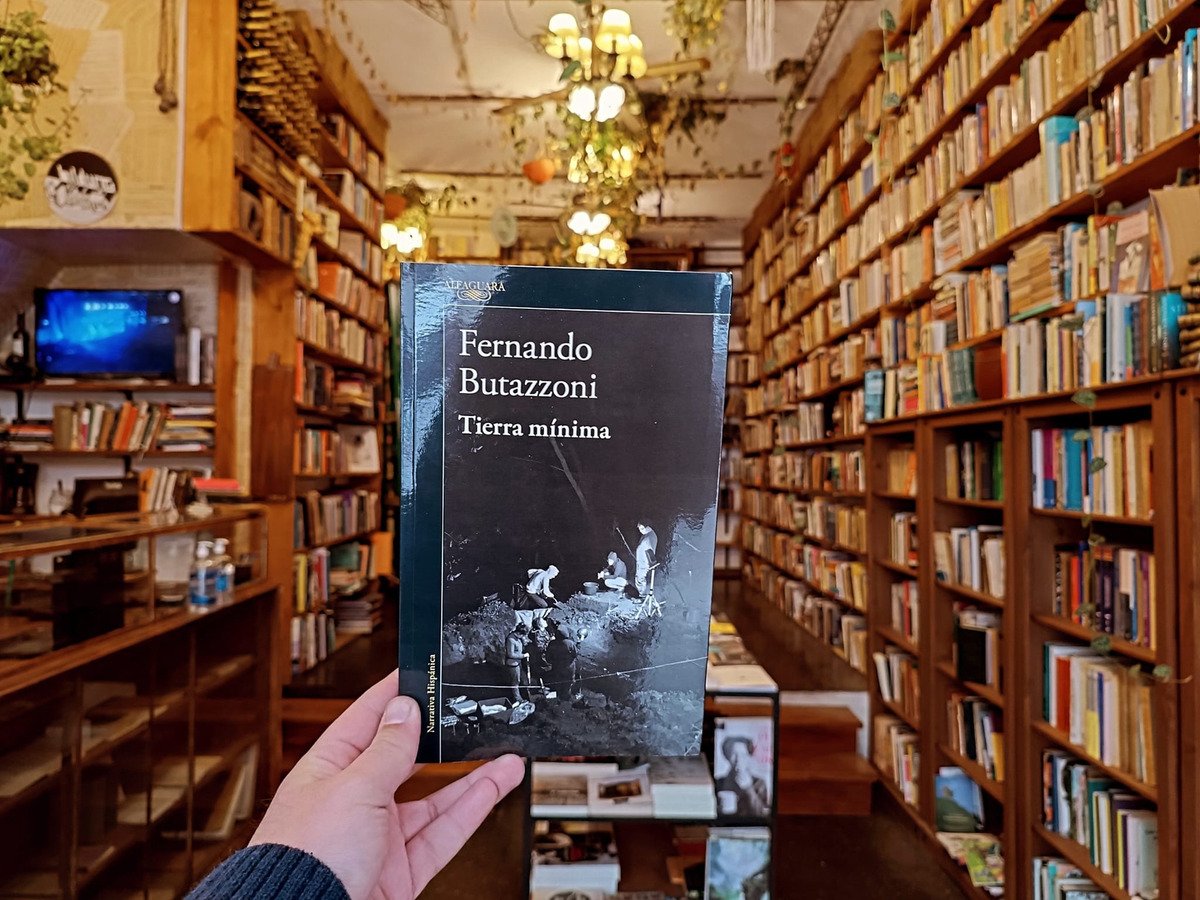 ALFAGUARA
Fernando
Butazzoni
Tierra mínima
Narrativa Hispánica